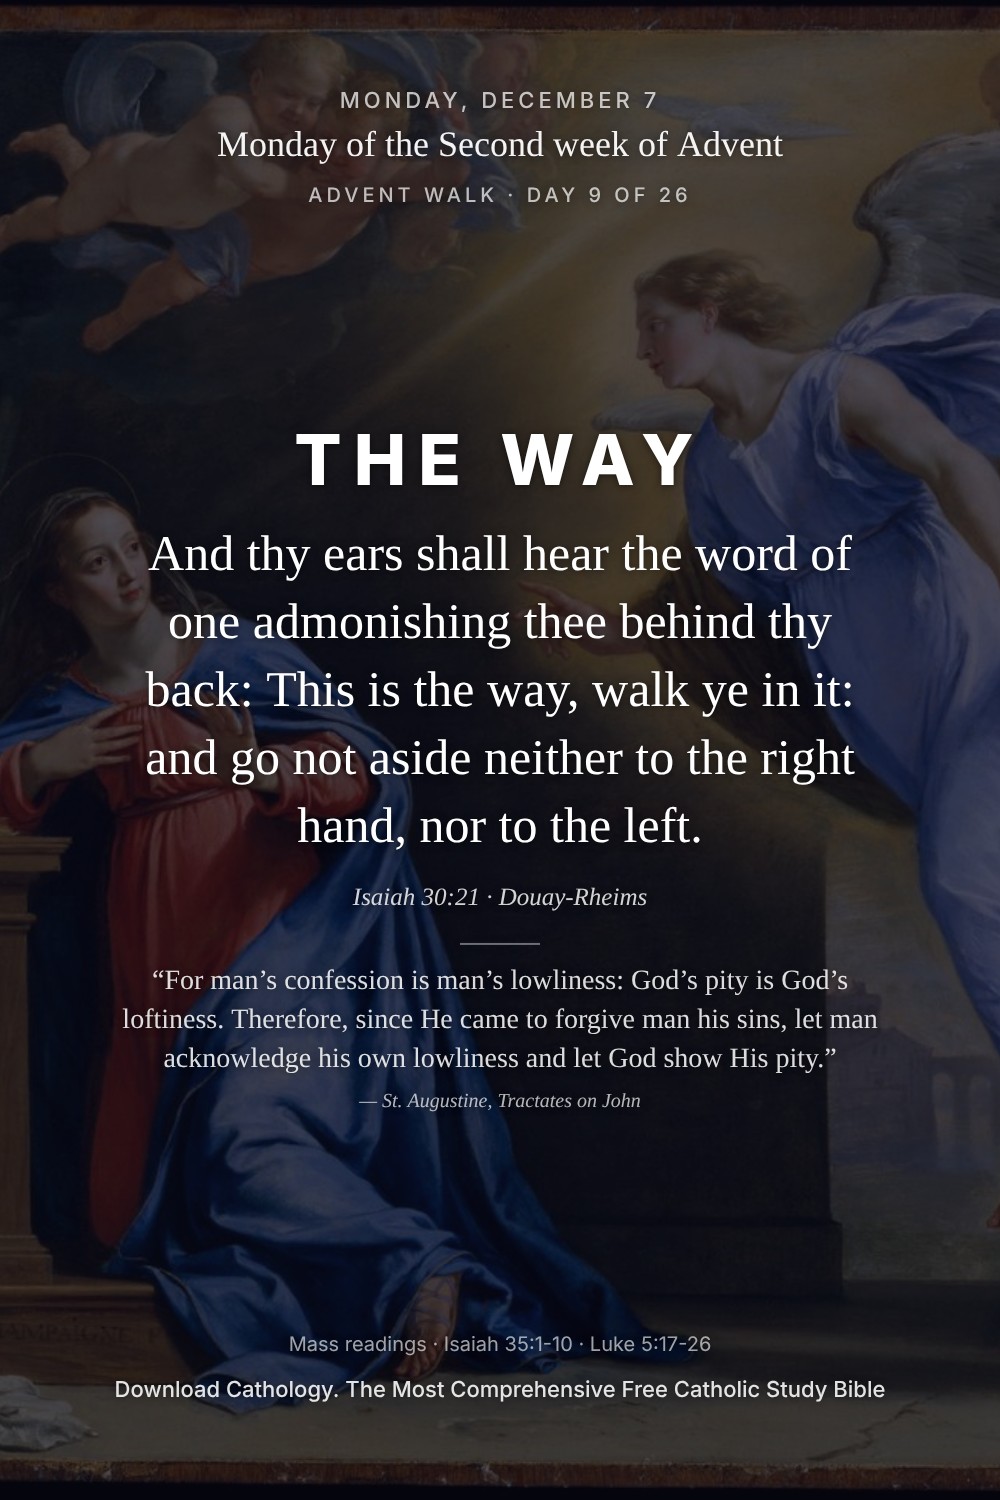 MONDAY, DECEMBER 7
Monday of the Second week of Advent
ADVENT WALK · DAY 9 OF 26
THE WAY
And thy ears shall hear the word of
one admonishing thee behind thy
back: This is the way, walk ye in it:
and go not aside neither to the right
hand, nor to the left.
Isaiah 30:21 · Douay-Rheims
“For man’s confession is man’s lowliness: God’s pity is God’s
loftiness. Therefore, since He came to forgive man his sins, let man
acknowledge his own lowliness and let God show His pity.”
— St. Augustine, Tractates on John
Mass readings · Isaiah 35:1-10 · Luke 5:17-26
Download Cathology. The Most Comprehensive Free Catholic Study Bible